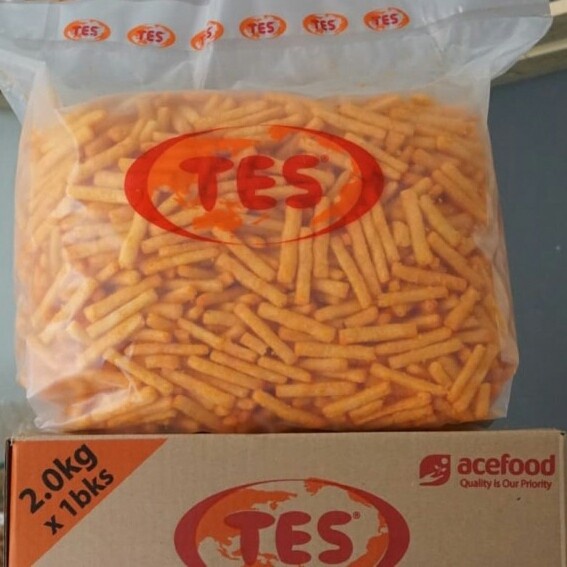 TES TES TES TES TES TES
TES
2.0kg
x 1bks
acefood
Quality is Our Priority
TES®